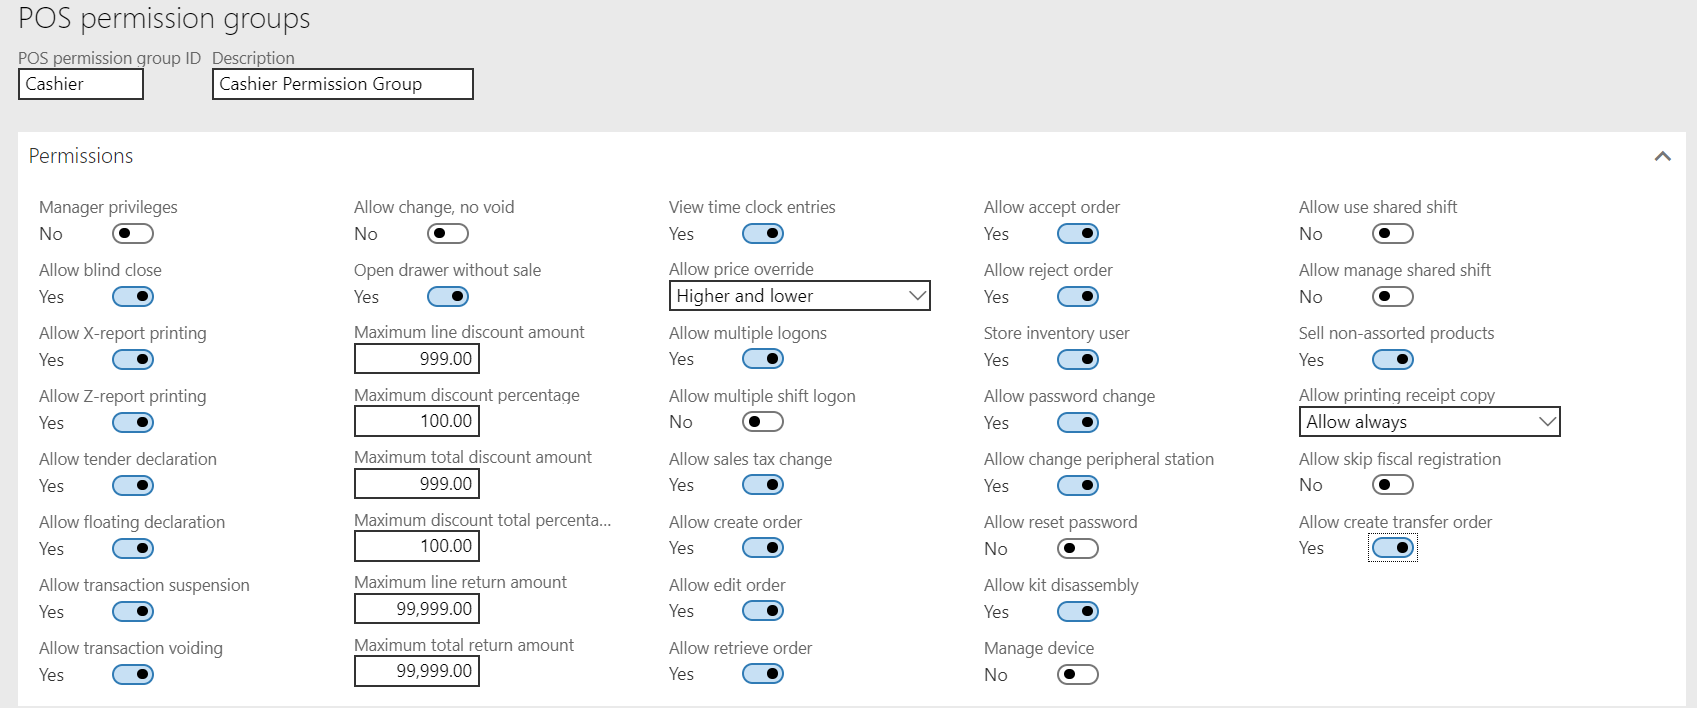 POS permission groups
POS permission group ID
Description
Cashier
Cashier Permission Group
Permissions
Manager privileges
No
Allow blind close
Yes
Allow X-report printing
Yes
Allow Z-report printing
Yes
Allow tender declaration
Yes
Allow floating declaration
Yes
Allow transaction suspension
Yes
Allow transaction voiding
Yes
Allow change, no void
No
Open drawer without sale
Yes
Maximum line discount amount
999.00
Maximum discount percentage
100.00
Maximum total discount amount
999.00
Maximum discount total percenta...
100.00
Maximum line return amount
99,999.00
Maximum total return amount
99,999.00
View time clock entries
Yes
Allow price override
Higher and lower
Allow multiple logons
Yes
Allow multiple shift logon
No
Allow sales tax change
Yes
Allow create order
Yes
Allow edit order
Yes
Allow retrieve order
Yes
Allow accept order
Yes
Allow reject order
Yes
Store inventory user
Yes
Allow password change
Yes
Allow change peripheral station
Yes
Allow reset password
No
Allow kit disassembly
Yes
Manage device
No
Allow use shared shift
No
Allow manage shared shift
No
Sell non-assorted products
Yes
Allow printing receipt copy
Allow always
Allow skip fiscal registration
No
Allow create transfer order
Yes